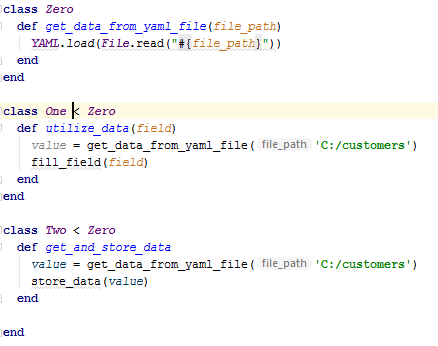 class Zero
  def get_data_from_yaml_file(file_path)
    YAML.load(File.read("#{file_path}"))
  end
end

class One < Zero
  def utilize_data(field)
    value = get_data_from_yaml_file( file_path 'C:/customers')
    fill_field(field)
  end
end

class Two < Zero
  def get_and_store_data
    value = get_data_from_yaml_file( file_path 'C:/customers')
    store_data(value)
  end

end